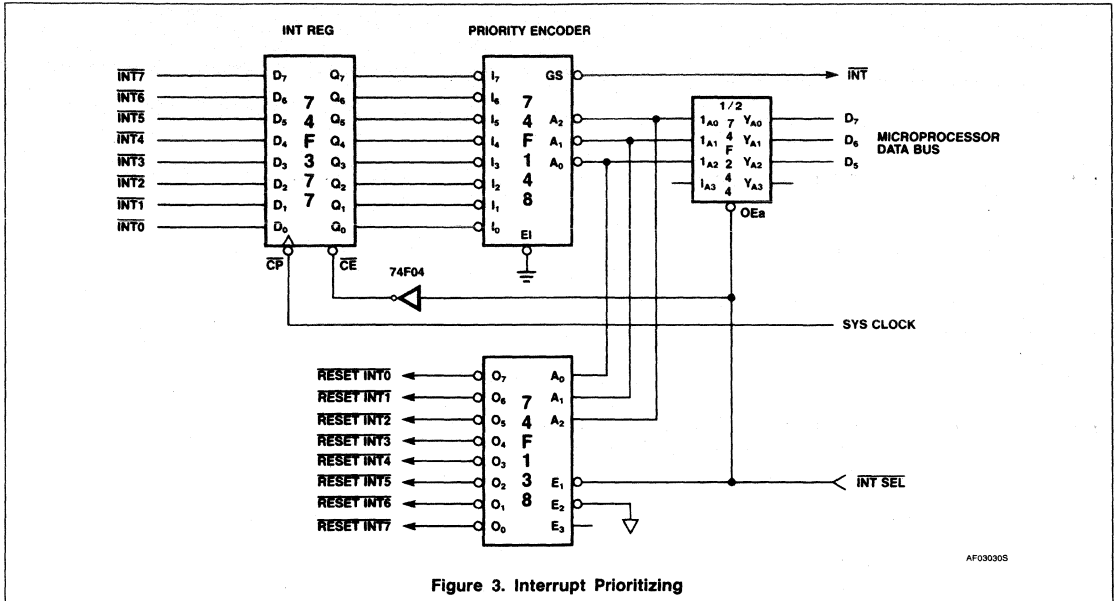 INT REG
PRIORITY ENCODER
INT7
INT6
INT5
INT4
INT3
INT2
INT1
INT0
D7
D6
D5
D4
D3
D2
D1
D0
74F377
Q7
Q6
Q5
Q4
Q3
Q2
Q1
Q0
CP
CE
I7
I6
I5
I4
I3
I2
I1
I0
74F148
GS
A2
A1
A0
EI
INT
1/2
74F244
1A0
1A1
1A2
IA3
YA0
YA1
YA2
YA3
OEa
D7
D6
D5
MICROPROCESSOR
DATA BUS
74F04
SYS CLOCK
RESET INT0
RESET INT1
RESET INT2
RESET INT3
RESET INT4
RESET INT5
RESET INT6
RESET INT7
O7
O6
O5
O4
O3
O2
O1
O0
74F138
A0
A1
A2
E1
E2
E3
INT SEL
AF03030S
Figure 3. Interrupt Prioritizing